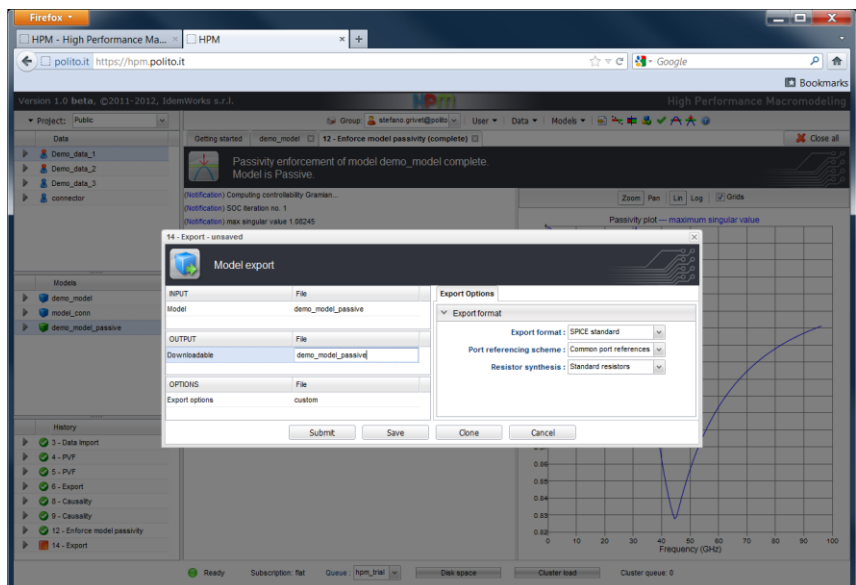 Firefox
HPM - High Performance Ma...
HPM
polito.it https://hpm.polito.it
Google
Bookmarks
Version 1.0 beta, ©2011-2012, IdemWorks s.r.l.
HPM
High Performance Macromodeling
Project: Public
Group: stefano.grivet@polito
User
Data
Models
Data
Getting started
demo_model
12 - Enforce model passivity (complete)
Close all
Demo_data_1
Demo_data_2
Demo_data_3
connector
Passivity enforcement of model demo_model complete.
Model is Passive.
(Notification) Computing controllability Gramian...
(Notification) SOC iteration no. 1
(Notification) max singular value 1.08245
Zoom Pan Lin Log Grids
Passivity plot --- maximum singular value
14 - Export - unsaved
Model export
INPUT File
Model demo_model_passive
OUTPUT File
Downloadable demo_model_passive
OPTIONS File
Export options custom
Export Options
Export format
Export format : SPICE standard
Port referencing scheme : Common port references
Resistor synthesis : Standard resistors
Submit Save Clone Cancel
Models
demo_model
model_conn
demo_model_passive
History
3 - Data Import
4 - PVF
5 - PVF
6 - Export
8 - Causality
9 - Causality
12 - Enforce model passivity
14 - Export
0.86
0.85
0.84
0.83
0.82
0 10 20 30 40 50 60 70 80 90 100
Frequency (GHz)
Ready Subscription: flat Queue : hpm_trial Disk space Cluster load Cluster queue: 0